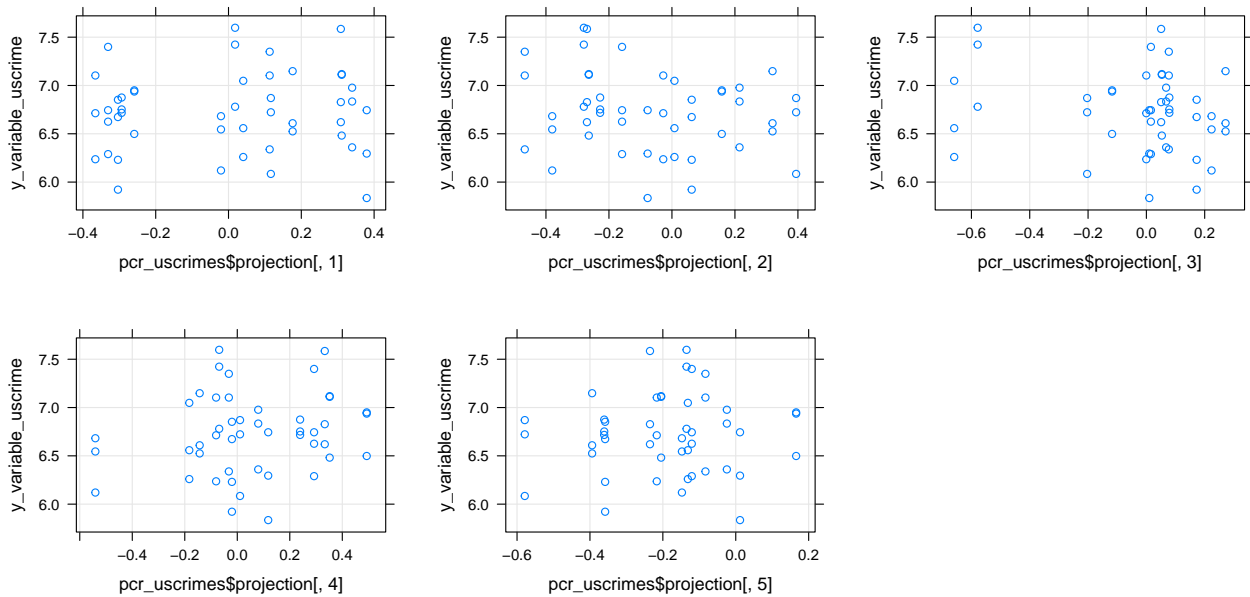 7.5
7.0
6.5
6.0
y_variable_uscrime
−0.4 −0.2 0.0 0.2 0.4
pcr_uscrimes$projection[, 1]
7.5
7.0
6.5
6.0
y_variable_uscrime
−0.4 −0.2 0.0 0.2 0.4
pcr_uscrimes$projection[, 2]
7.5
7.0
6.5
6.0
y_variable_uscrime
−0.6 −0.4 −0.2 0.0 0.2
pcr_uscrimes$projection[, 3]
7.5
7.0
6.5
6.0
y_variable_uscrime
−0.4 −0.2 0.0 0.2 0.4
pcr_uscrimes$projection[, 4]
7.5
7.0
6.5
6.0
y_variable_uscrime
−0.6 −0.4 −0.2 0.0 0.2
pcr_uscrimes$projection[, 5]